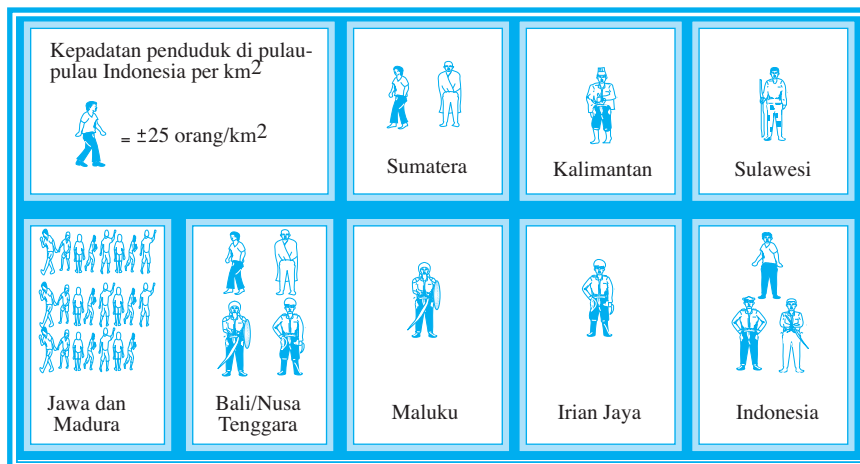 Kepadatan penduduk di pulau-
pulau Indonesia per km2
= ±25 orang/km2
Sumatera
Kalimantan
Sulawesi
Jawa dan
Madura
Bali/Nusa
Tenggara
Maluku
Irian Jaya
Indonesia